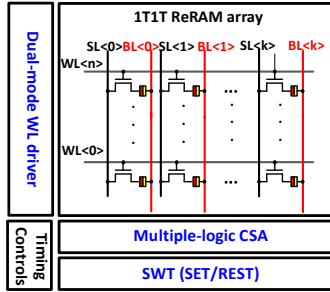 1T1T ReRAM array
SL<0> BL<0> SL<1> BL<1> SL<k> BL<k>
WL<n>
...
WL<0>
...
Dual-mode WL driver
Timing Controls
Multiple-logic CSA
SWT (SET/REST)